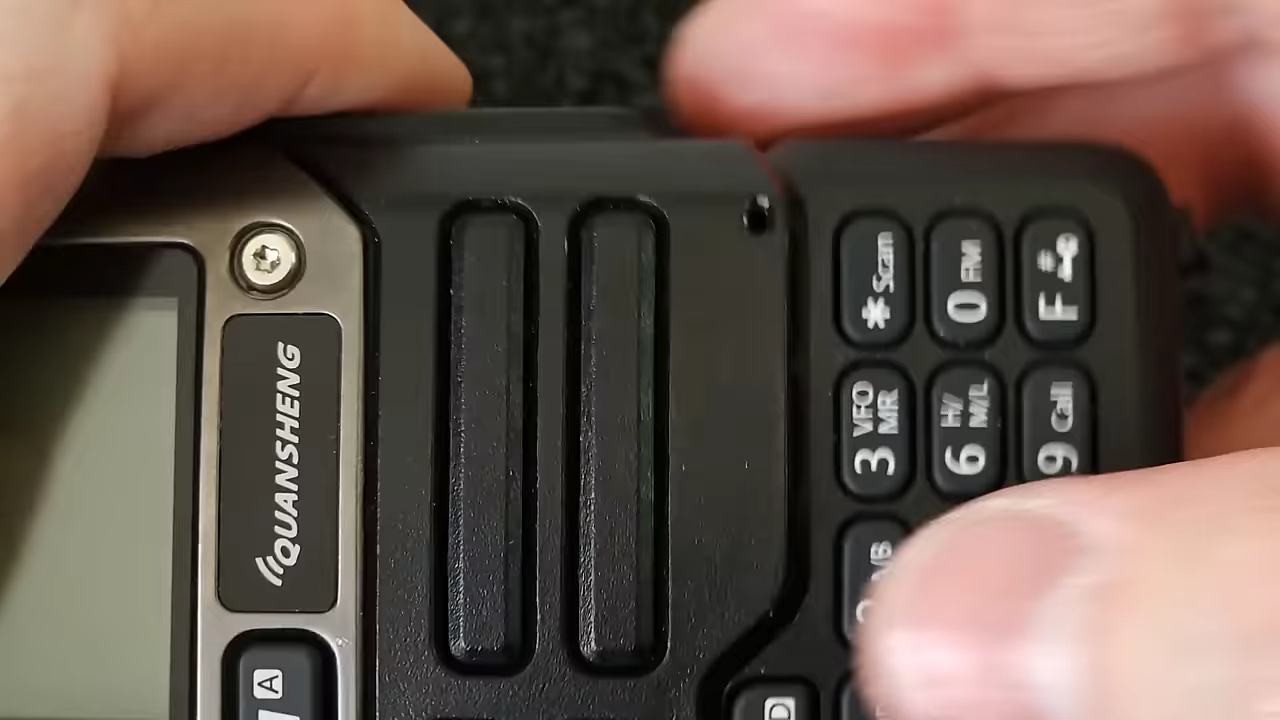 QUANSHENG
A
* Scan
0 FM
F #
3 VFO MR
6 H/ M/L
9 Call
A/B
D